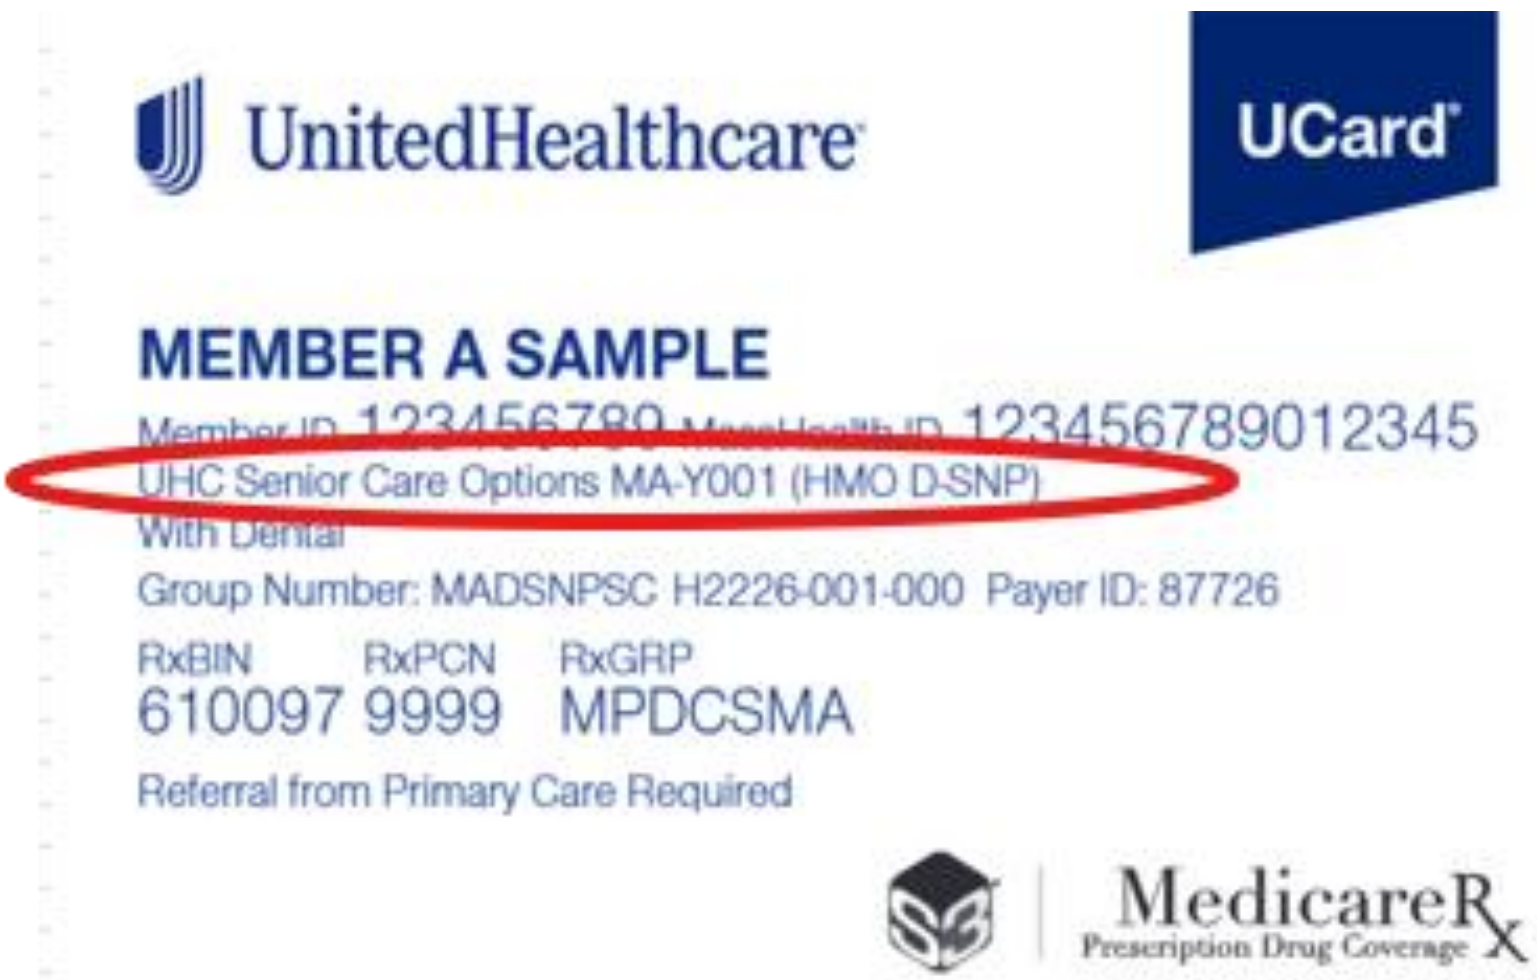 UnitedHealthcare
UCard®
MEMBER A SAMPLE
Member ID 123456789 MassHealth ID 123456789012345
UHC Senior Care Options MA-Y001 (HMO D-SNP)
With Dental
Group Number: MADSNPSC H2226-001-000 Payer ID: 87726
RxBIN RxPCN RxGRP
610097 9999 MPDCSMA
Referral from Primary Care Required
S3
MedicareRx
Prescription Drug Coverage